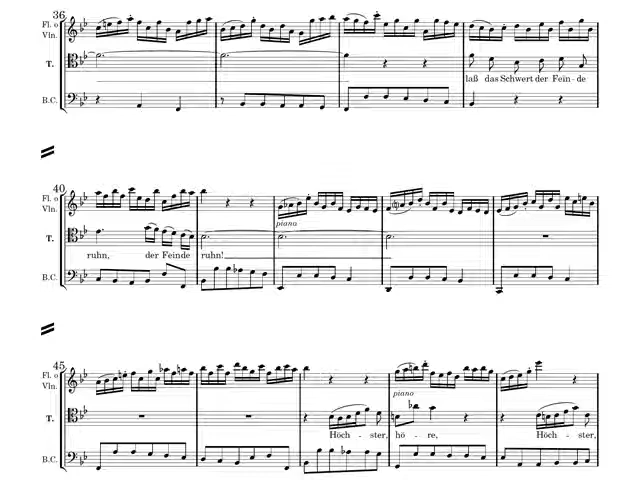 36
Fl. o
Vln.
T.
laß das Schwert der Fein - de
B.C.
40
Fl. o
Vln.
piano
T.
ruhn, der Feinde ruhn!
B.C.
45
Fl. o
Vln.
piano
T.
Höch - - ster, hö - re, Höch - - ster,
B.C.